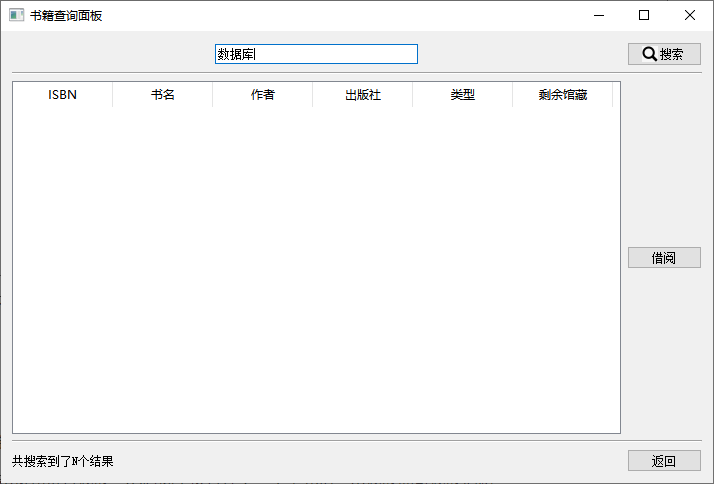 书籍查询面板
数据库
搜索
ISBN 书名 作者 出版社 类型 剩余馆藏
借阅
共搜索到了N个结果
返回